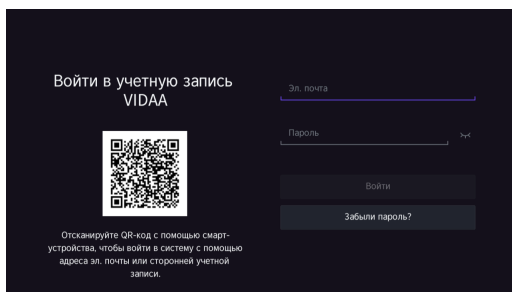 Войти в учетную запись
VIDAA
Отсканируйте QR-код с помощью смарт-
устройства, чтобы войти в систему с помощью
адреса эл. почты или сторонней учетной
записи.
Эл. почта
Пароль
Войти
Забыли пароль?